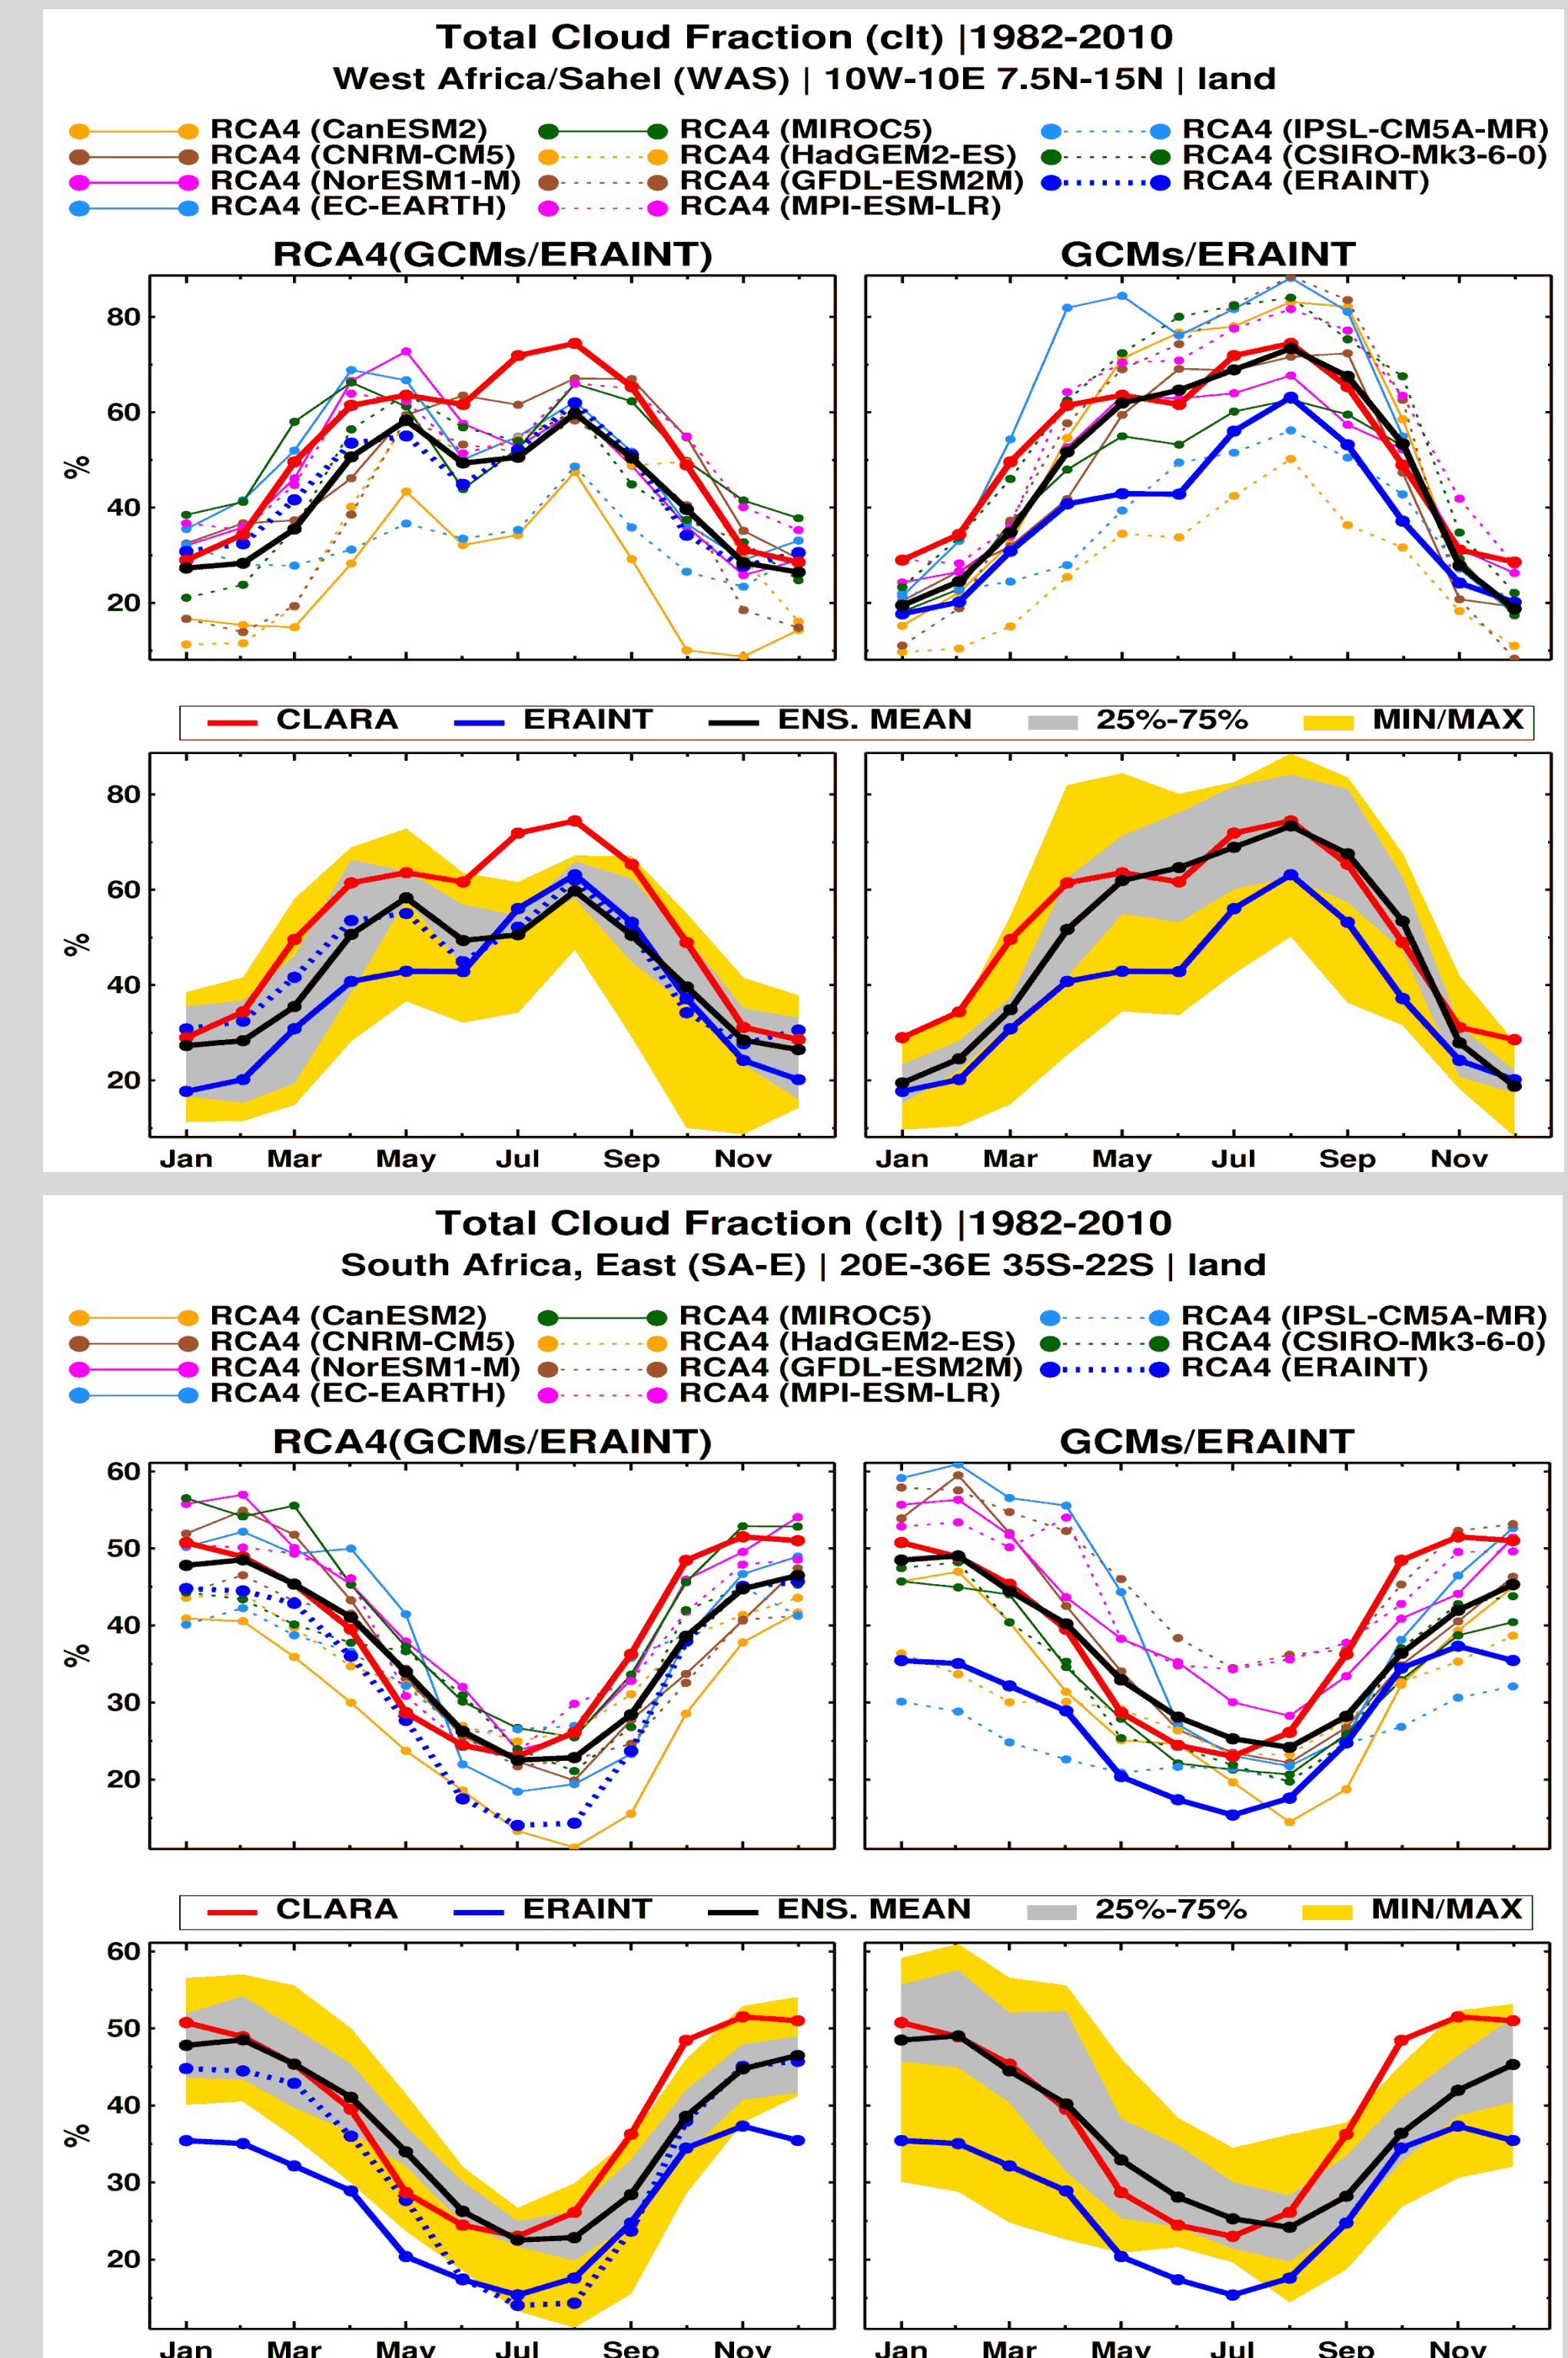 Total Cloud Fraction (clt) |1982-2010
West Africa/Sahel (WAS) | 10W-10E 7.5N-15N | land
RCA4 (CanESM2) RCA4 (MIROC5) RCA4 (IPSL-CM5A-MR)
RCA4 (CNRM-CM5) RCA4 (HadGEM2-ES) RCA4 (CSIRO-Mk3-6-0)
RCA4 (NorESM1-M) RCA4 (GFDL-ESM2M) RCA4 (ERAINT)
RCA4 (EC-EARTH) RCA4 (MPI-ESM-LR)
RCA4(GCMs/ERAINT) GCMs/ERAINT
80
60
%
40
20
CLARA ERAINT ENS. MEAN 25%-75% MIN/MAX
80
60
%
40
20
Jan Mar May Jul Sep Nov Jan Mar May Jul Sep Nov
Total Cloud Fraction (clt) |1982-2010
South Africa, East (SA-E) | 20E-36E 35S-22S | land
RCA4 (CanESM2) RCA4 (MIROC5) RCA4 (IPSL-CM5A-MR)
RCA4 (CNRM-CM5) RCA4 (HadGEM2-ES) RCA4 (CSIRO-Mk3-6-0)
RCA4 (NorESM1-M) RCA4 (GFDL-ESM2M) RCA4 (ERAINT)
RCA4 (EC-EARTH) RCA4 (MPI-ESM-LR)
RCA4(GCMs/ERAINT) GCMs/ERAINT
60
50
40
%
30
20
CLARA ERAINT ENS. MEAN 25%-75% MIN/MAX
60
50
40
%
30
20
Jan Mar May Jul Sep Nov Jan Mar May Jul Sep Nov